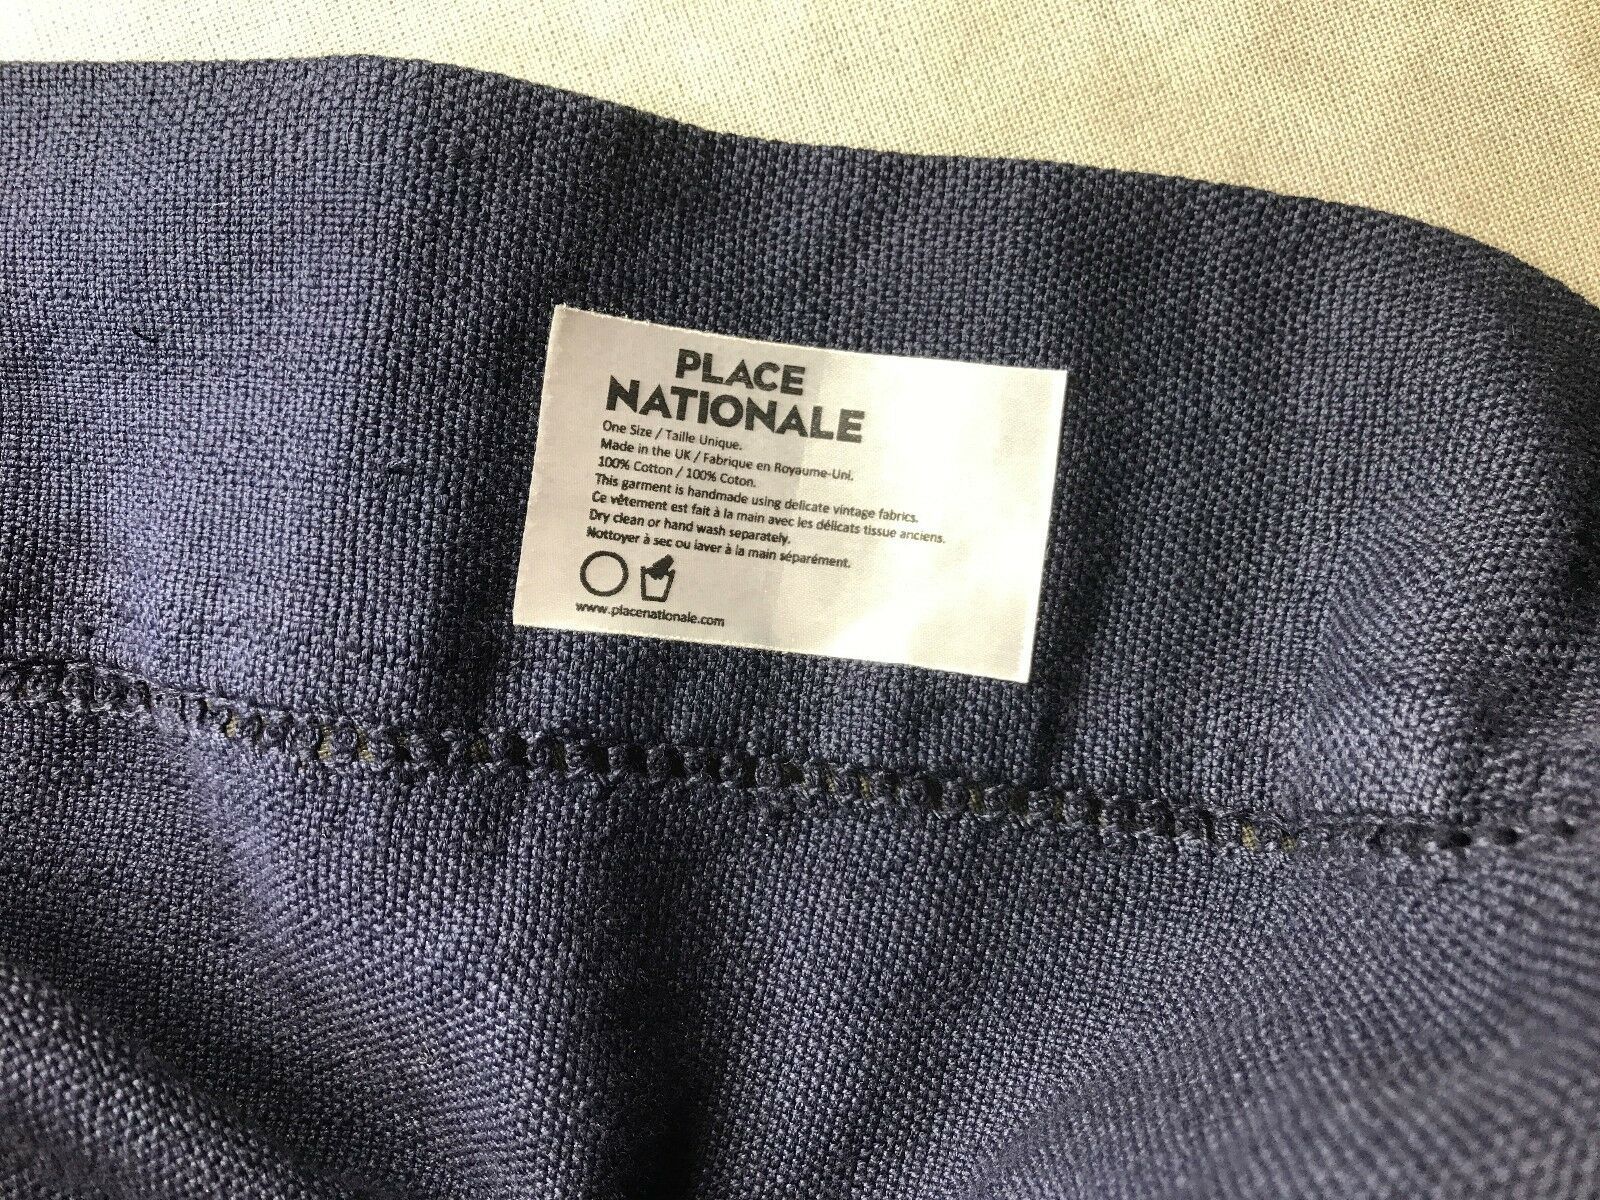 PLACE
NATIONALE
One Size / Taille Unique.
Made in the UK / Fabrique en Royaume-Uni.
100% Cotton / 100% Coton.
This garment is handmade using delicate vintage fabrics.
Ce vêtement est fait à la main avec les délicats tissue anciens.
Dry clean or hand wash separately.
Nottoyer à sec ou laver à la main séparément.
www.placenationale.com